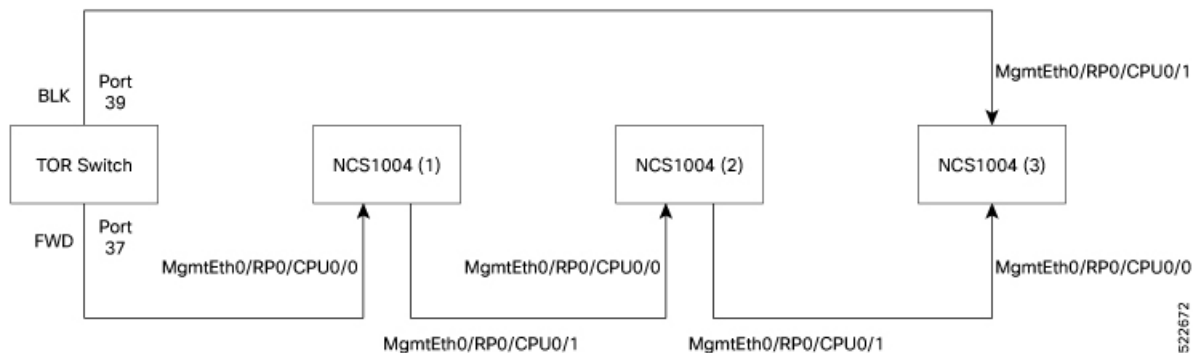 MgmtEth0/RP0/CPU0/1
BLK
Port
39
TOR Switch
NCS1004 (1)
NCS1004 (2)
NCS1004 (3)
FWD
Port
37
MgmtEth0/RP0/CPU0/0
MgmtEth0/RP0/CPU0/0
MgmtEth0/RP0/CPU0/0
MgmtEth0/RP0/CPU0/1
MgmtEth0/RP0/CPU0/1
522672